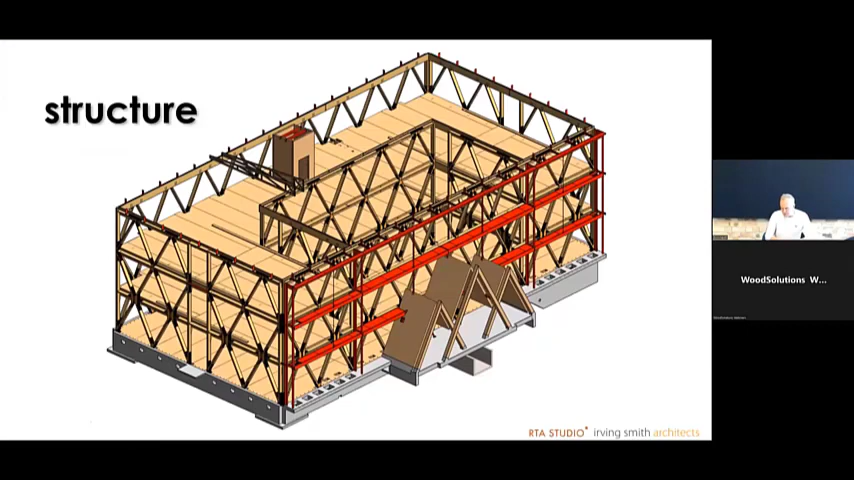 structure
WoodSolutions W...
RTA STUDIO irving smith architects